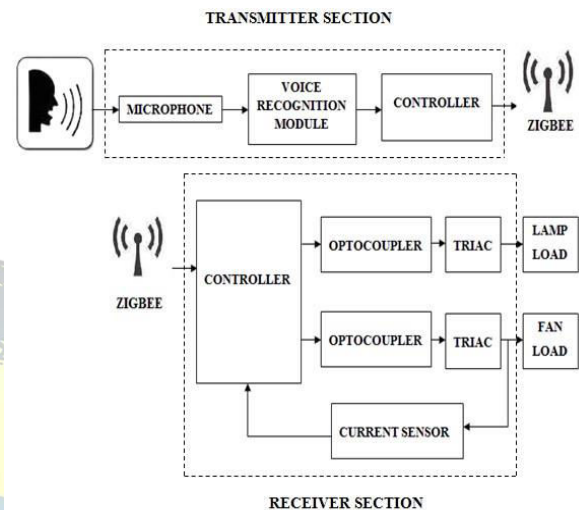 TRANSMITTER SECTION
MICROPHONE
VOICE
RECOGNITION
MODULE
CONTROLLER
ZIGBEE
ZIGBEE
CONTROLLER
OPTOCOUPLER
TRIAC
LAMP
LOAD
OPTOCOUPLER
TRIAC
FAN
LOAD
CURRENT SENSOR
RECEIVER SECTION